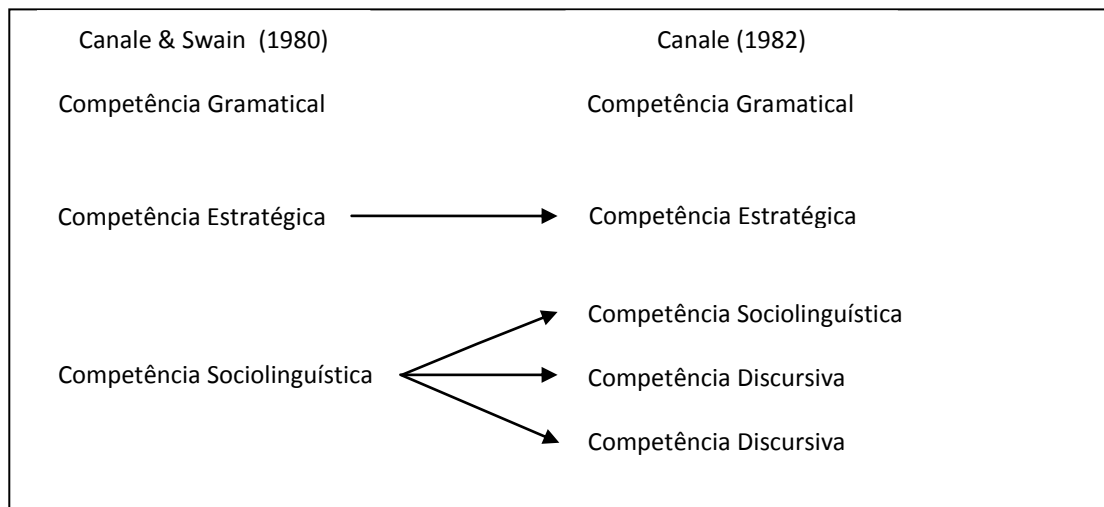 Canale & Swain (1980) Canale (1982)
Competência Gramatical Competência Gramatical
Competência Estratégica Competência Estratégica
Competência Sociolinguística
Competência Sociolinguística Competência Discursiva
Competência Discursiva